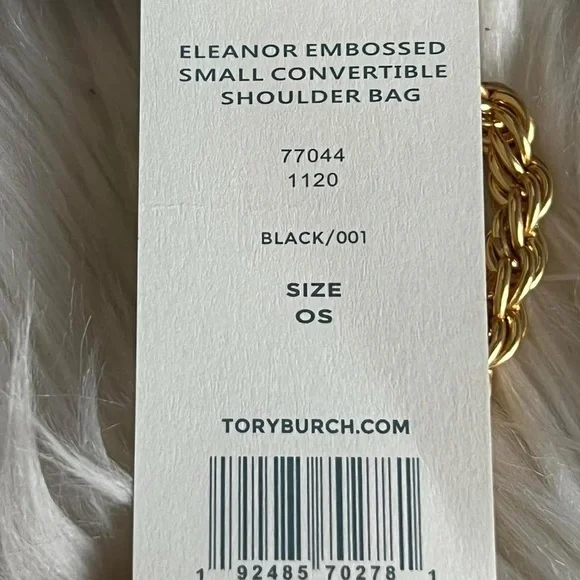 ELEANOR EMBOSSED
SMALL CONVERTIBLE
SHOULDER BAG
77044
1120
BLACK/001
SIZE
OS
TORYBURCH.COM
1 92485 70278 1